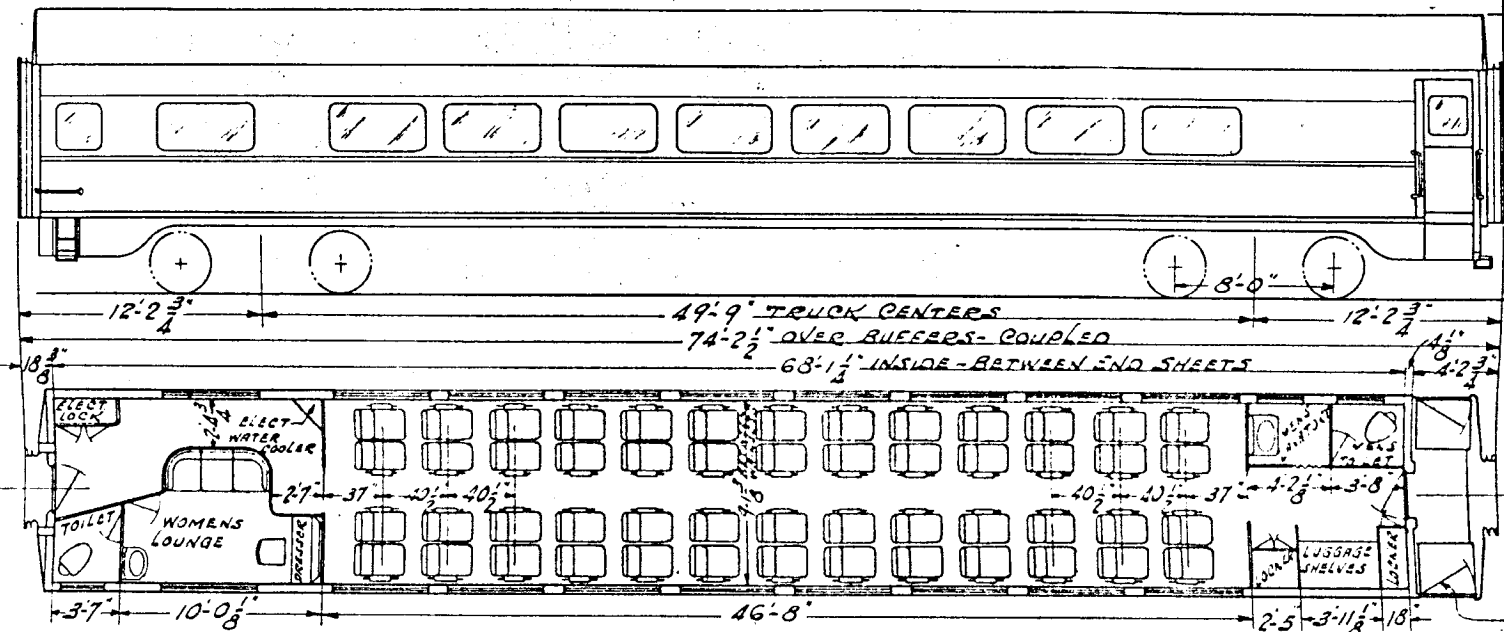 8'-0"
12'-2 3/4"
49'-9" TRUCK CENTERS
12'-2 3/4"
74'-2 1/2" OVER BUFFERS-COUPLED
18 3/8"
68'-1 1/4" INSIDE-BETWEEN END SHEETS
4 1/8"
4'-2 3/4"
ELECT
LOCK
ELECT
WATER
COOLER
MENS
TOILET
2'-7"
37"
40 1/2"
40 1/2"
40 1/2"
40 1/2"
37"
4'-2 1/8"
3'-8"
TOILET
WOMENS
LOUNGE
DRESSER
LOCKER
LUGGAGE
SHELVES
LOCKER
3'-7"
10'-0 1/8"
46'-8"
2'-5
3'-11 1/8"
18"